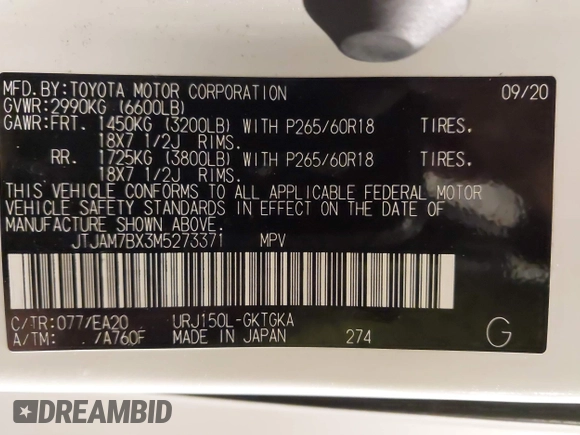 MFD.BY:TOYOTA MOTOR CORPORATION 09/20
GVWR:2990KG (6600LB)
GAWR:FRT. 1450KG (3200LB) WITH P265/60R18 TIRES.
18X7 1/2J RIMS.
RR. 1725KG (3800LB) WITH P265/60R18 TIRES.
18X7 1/2J RIMS.
THIS VEHICLE CONFORMS TO ALL APPLICABLE FEDERAL MOTOR
VEHICLE SAFETY STANDARDS IN EFFECT ON THE DATE OF
MANUFACTURE SHOWN ABOVE.
JTJAM7BX3M5273371 MPV
C/TR:077/EA20 URJ150L-GKTGKA
A/TM: /A760F MADE IN JAPAN 274 G
DREAMBID